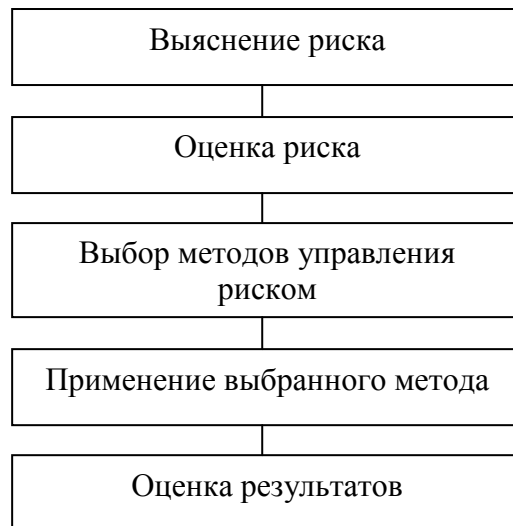 Выяснение риска
Оценка риска
Выбор методов управления
риском
Применение выбранного метода
Оценка результатов